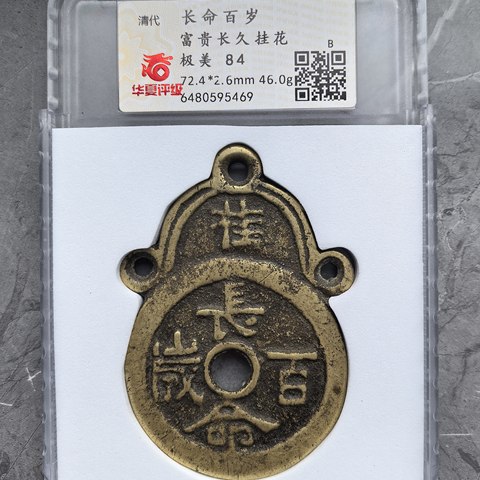 清代
长命百岁
富贵长久挂花
极美 84
72.4*2.6mm 46.0g
6480595469
华夏评级
B
挂
長命百歲